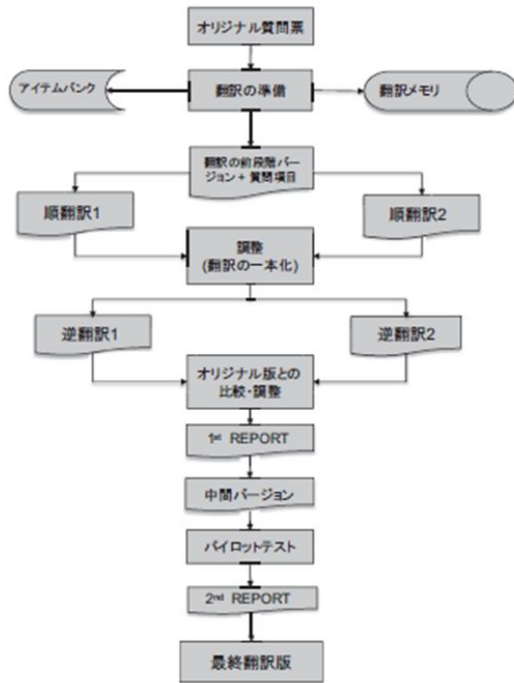 オリジナル質問票
アイテムバンク
翻訳の準備
翻訳メモリ
翻訳の前段階バー
ジョン + 質問項目
順翻訳1
順翻訳2
調整
(翻訳の一本化)
逆翻訳1
逆翻訳2
オリジナル版との
比較・調整
1st REPORT
中間バージョン
パイロットテスト
2nd REPORT
最終翻訳版